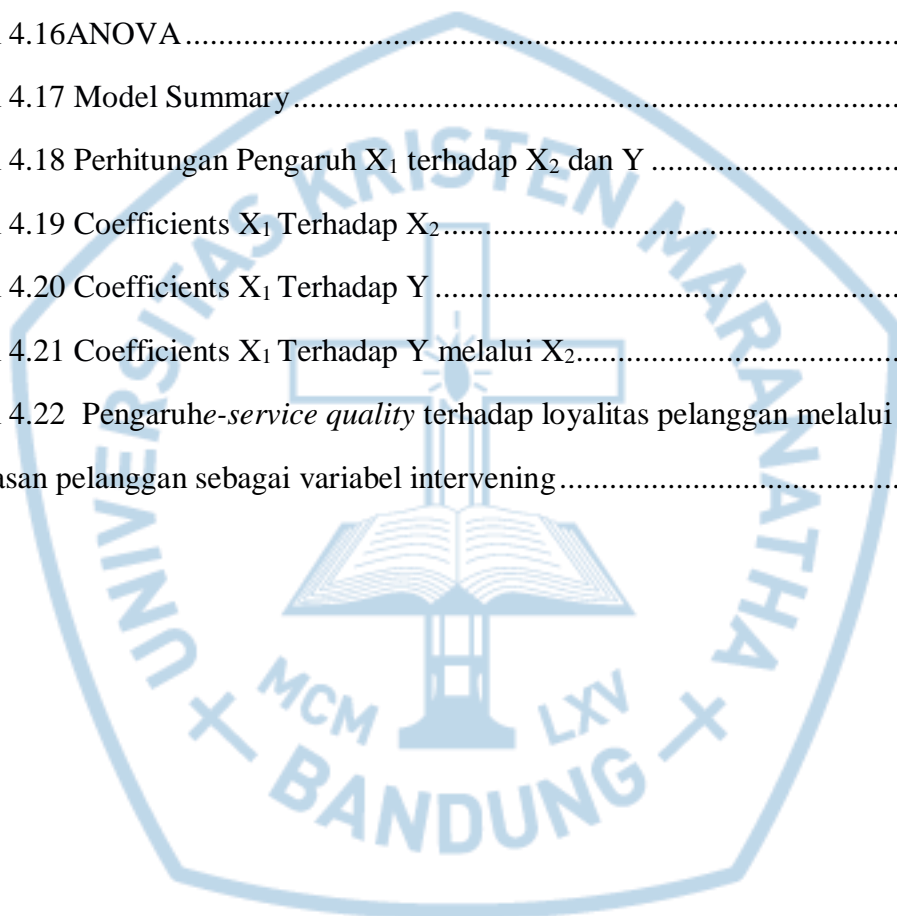 4.16ANOVA
4.17 Model Summary
4.18 Perhitungan Pengaruh X₁ terhadap X₂ dan Y
4.19 Coefficients X₁ Terhadap X₂
4.20 Coefficients X₁ Terhadap Y
4.21 Coefficients X₁ Terhadap Y melalui X₂
4.22 Pengaruhe-service quality terhadap loyalitas pelanggan melalui
asan pelanggan sebagai variabel intervening
UNIVERSITAS KRISTEN MARANATHA
MCM LXV
BANDUNG